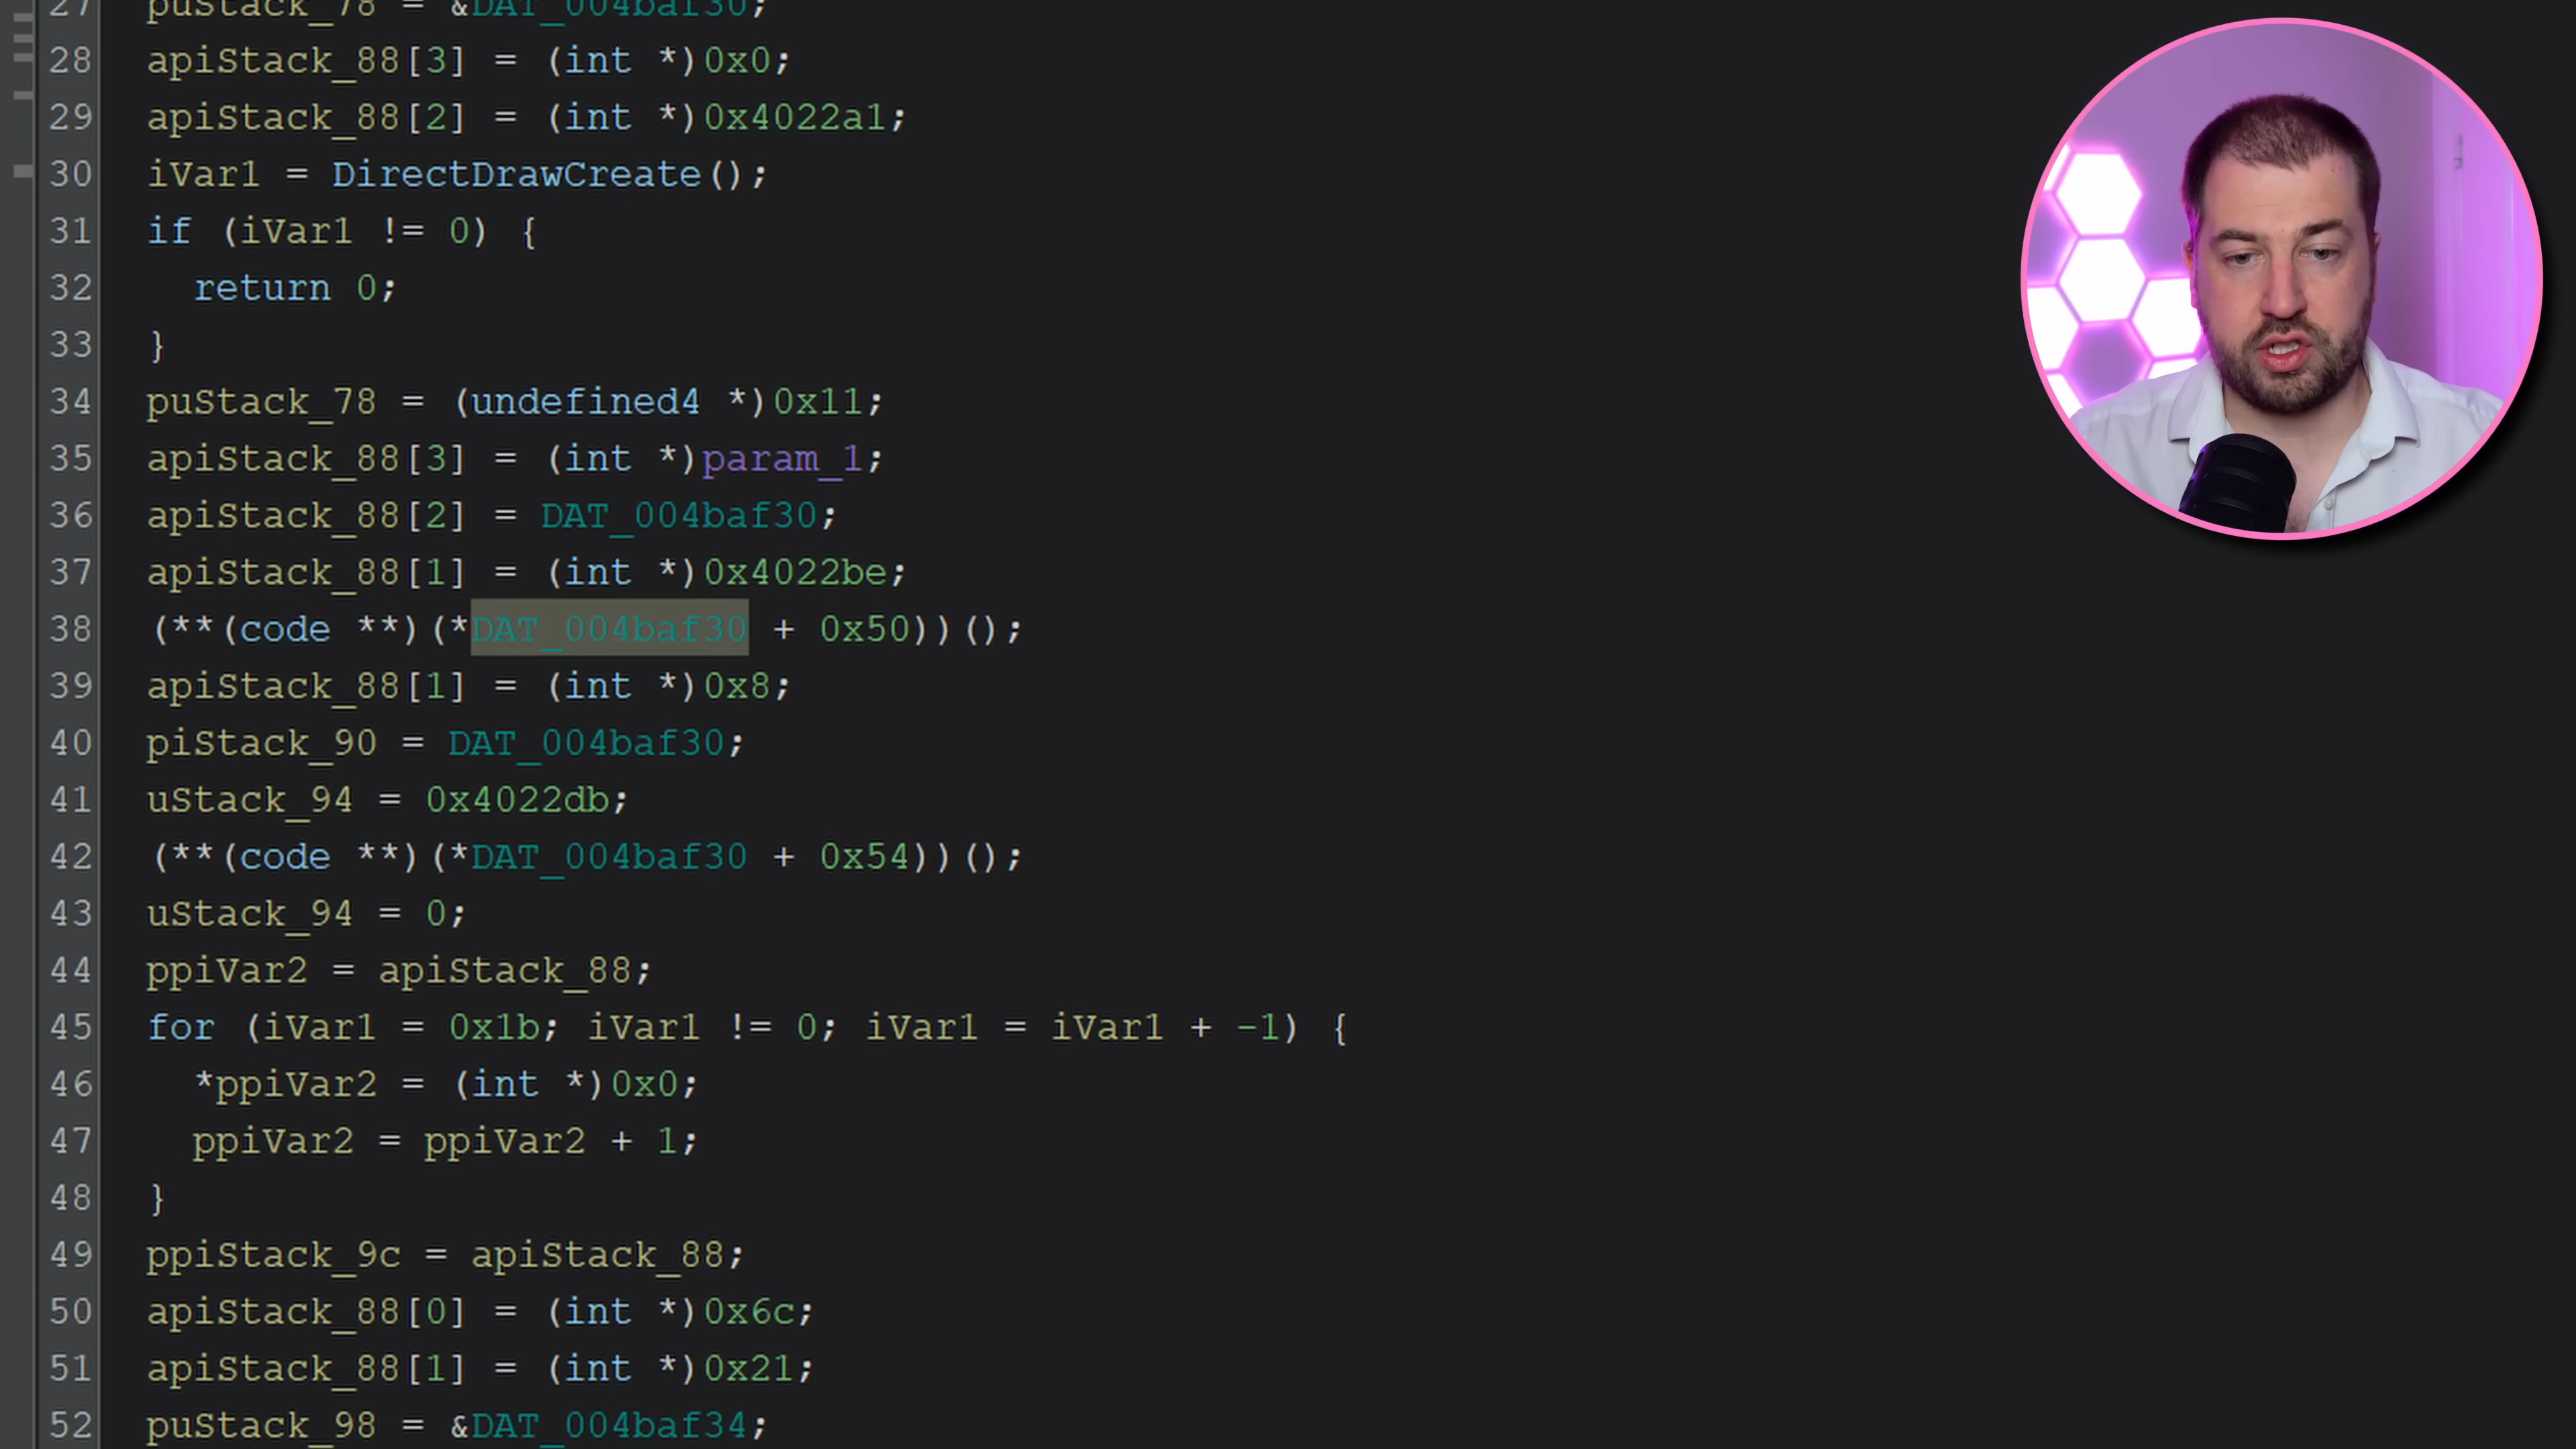 27 puStack_78 = &DAT_004baf30;
28 apiStack_88[3] = (int *)0x0;
29 apiStack_88[2] = (int *)0x4022a1;
30 iVar1 = DirectDrawCreate();
31 if (iVar1 != 0) {
32 return 0;
33 }
34 puStack_78 = (undefined4 *)0x11;
35 apiStack_88[3] = (int *)param_1;
36 apiStack_88[2] = DAT_004baf30;
37 apiStack_88[1] = (int *)0x4022be;
38 (**(code **)(*DAT_004baf30 + 0x50))();
39 apiStack_88[1] = (int *)0x8;
40 piStack_90 = DAT_004baf30;
41 uStack_94 = 0x4022db;
42 (**(code **)(*DAT_004baf30 + 0x54))();
43 uStack_94 = 0;
44 ppiVar2 = apiStack_88;
45 for (iVar1 = 0x1b; iVar1 != 0; iVar1 = iVar1 + -1) {
46 *ppiVar2 = (int *)0x0;
47 ppiVar2 = ppiVar2 + 1;
48 }
49 ppiStack_9c = apiStack_88;
50 apiStack_88[0] = (int *)0x6c;
51 apiStack_88[1] = (int *)0x21;
52 puStack_98 = &DAT_004baf34;